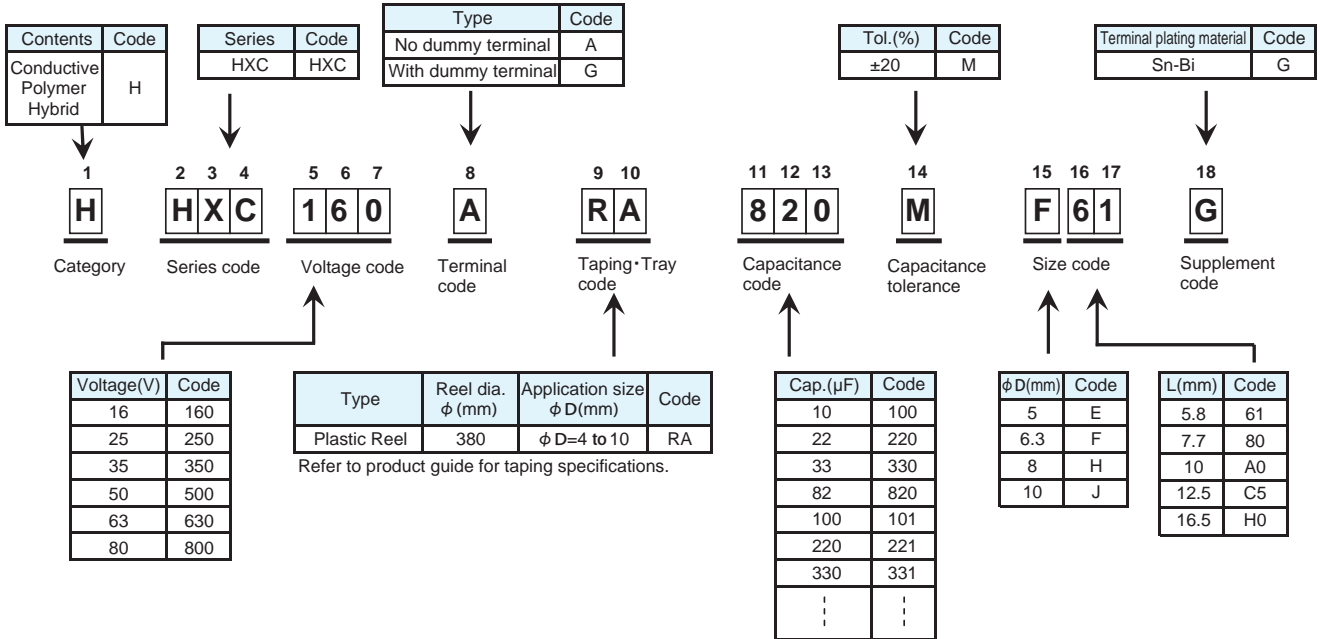 Contents Code
Conductive Polymer Hybrid H
Series Code
HXC HXC
Type Code
No dummy terminal A
With dummy terminal G
Tol.(%) Code
±20 M
Terminal plating material Code
Sn-Bi G
1 2 3 4 5 6 7 8 9 10 11 12 13 14 15 16 17 18
H H X C 1 6 0 A R A 8 2 0 M F 6 1 G
Category
Series code
Voltage code
Terminal
code
Taping・Tray
code
Capacitance
code
Capacitance
tolerance
Size code
Supplement
code
Voltage(V) Code
16 160
25 250
35 350
50 500
63 630
80 800
Type Reel dia. ϕ (mm) Application size ϕ D(mm) Code
Plastic Reel 380 ϕ D=4 to 10 RA
Refer to product guide for taping specifications.
Cap.(µF) Code
10 100
22 220
33 330
82 820
100 101
220 221
330 331
ϕ D(mm) Code
5 E
6.3 F
8 H
10 J
L(mm) Code
5.8 61
7.7 80
10 A0
12.5 C5
16.5 H0